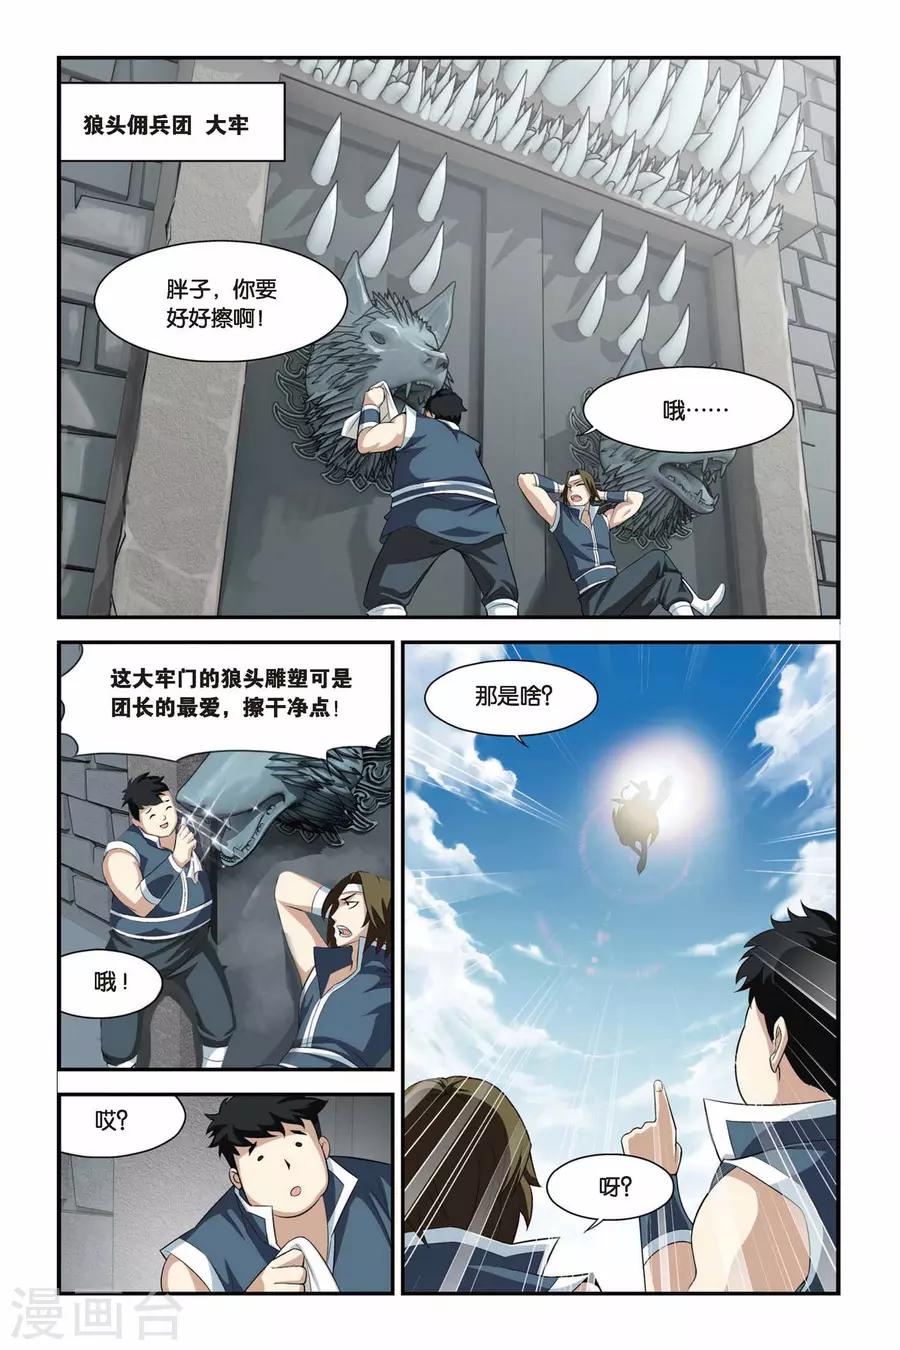 狼头佣兵团 大牢
胖子，你要
好好擦啊！
哦……
这大牢门的狼头雕塑可是
团长的最爱，擦干净点！
哦！
哎？
那是啥？
呀？
漫画台